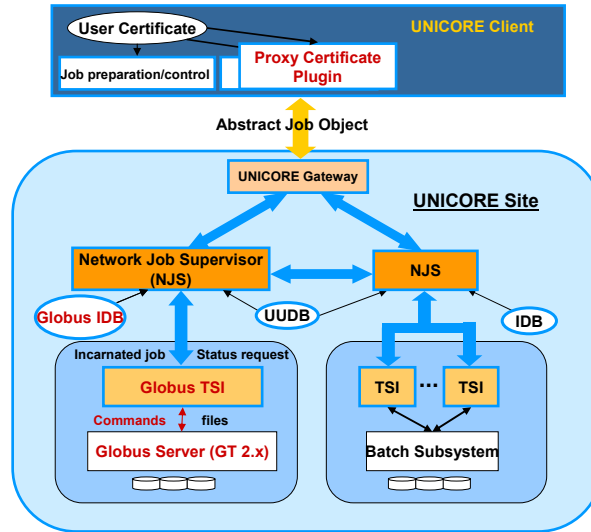 User Certificate
UNICORE Client
Job preparation/control
Proxy Certificate
Plugin
Abstract Job Object
UNICORE Gateway
UNICORE Site
Network Job Supervisor
(NJS)
NJS
Globus IDB
UUDB
IDB
Incarnated job
Status request
Globus TSI
TSI
...
TSI
Commands
files
Globus Server (GT 2.x)
Batch Subsystem